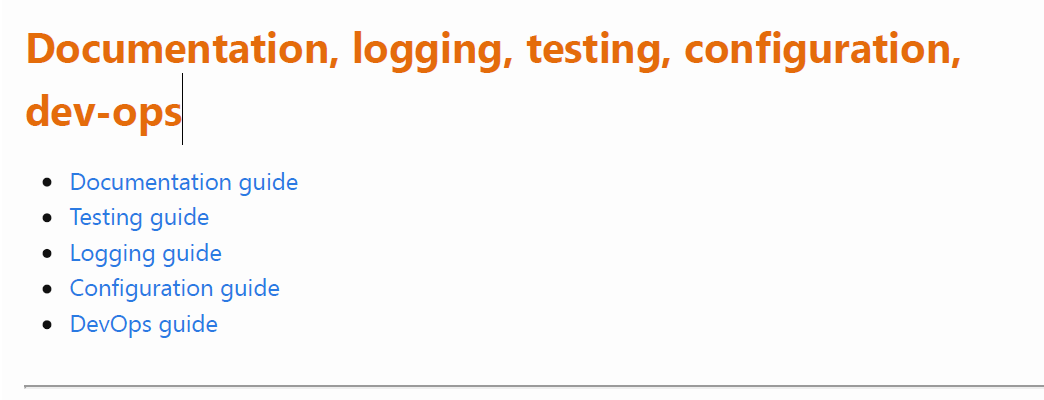 Documentation, logging, testing, configuration,
dev-ops
Documentation guide
Testing guide
Logging guide
Configuration guide
DevOps guide